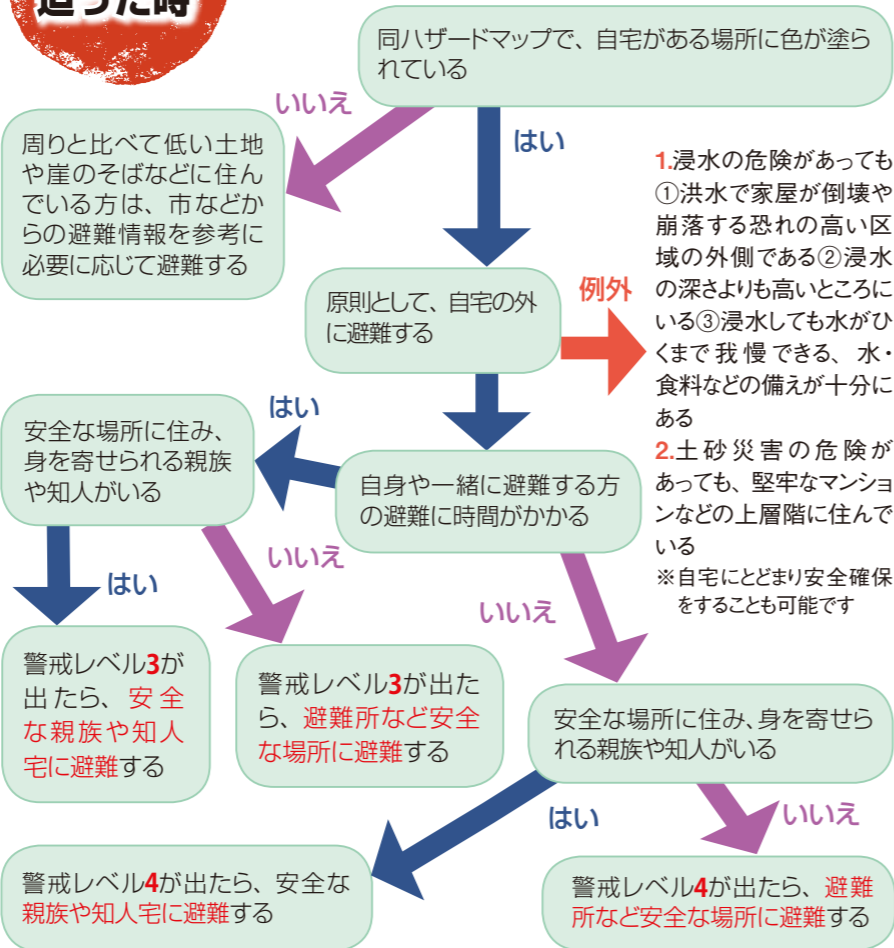 迫った時
同ハザードマップで、自宅がある場所に色が塗ら
れている
いいえ
はい
周りと比べて低い土地
や崖のそばなどに住ん
でいる方は、市などか
らの避難情報を参考に
必要に応じて避難する
原則として、自宅の外
に避難する
例外
1.浸水の危険があっても
①洪水で家屋が倒壊や
崩落する恐れの高い区
域の外側である②浸水
の深さよりも高いところに
いる③浸水しても水がひ
くまで我慢できる、水・
食料などの備えが十分に
ある
2.土砂災害の危険が
あっても、堅牢なマンショ
ンなどの上層階に住んで
いる
※自宅にとどまり安全確保
をすることも可能です
自身や一緒に避難する方
の避難に時間がかかる
はい
安全な場所に住み、
身を寄せられる親族
や知人がいる
はい
いいえ
いいえ
警戒レベル3が
出たら、安全
な親族や知人
宅に避難する
警戒レベル3が出た
ら、避難所など安全
な場所に避難する
安全な場所に住み、身を寄せら
れる親族や知人がいる
はい
いいえ
警戒レベル4が出たら、安全な
親族や知人宅に避難する
警戒レベル4が出たら、避難
所など安全な場所に避難する